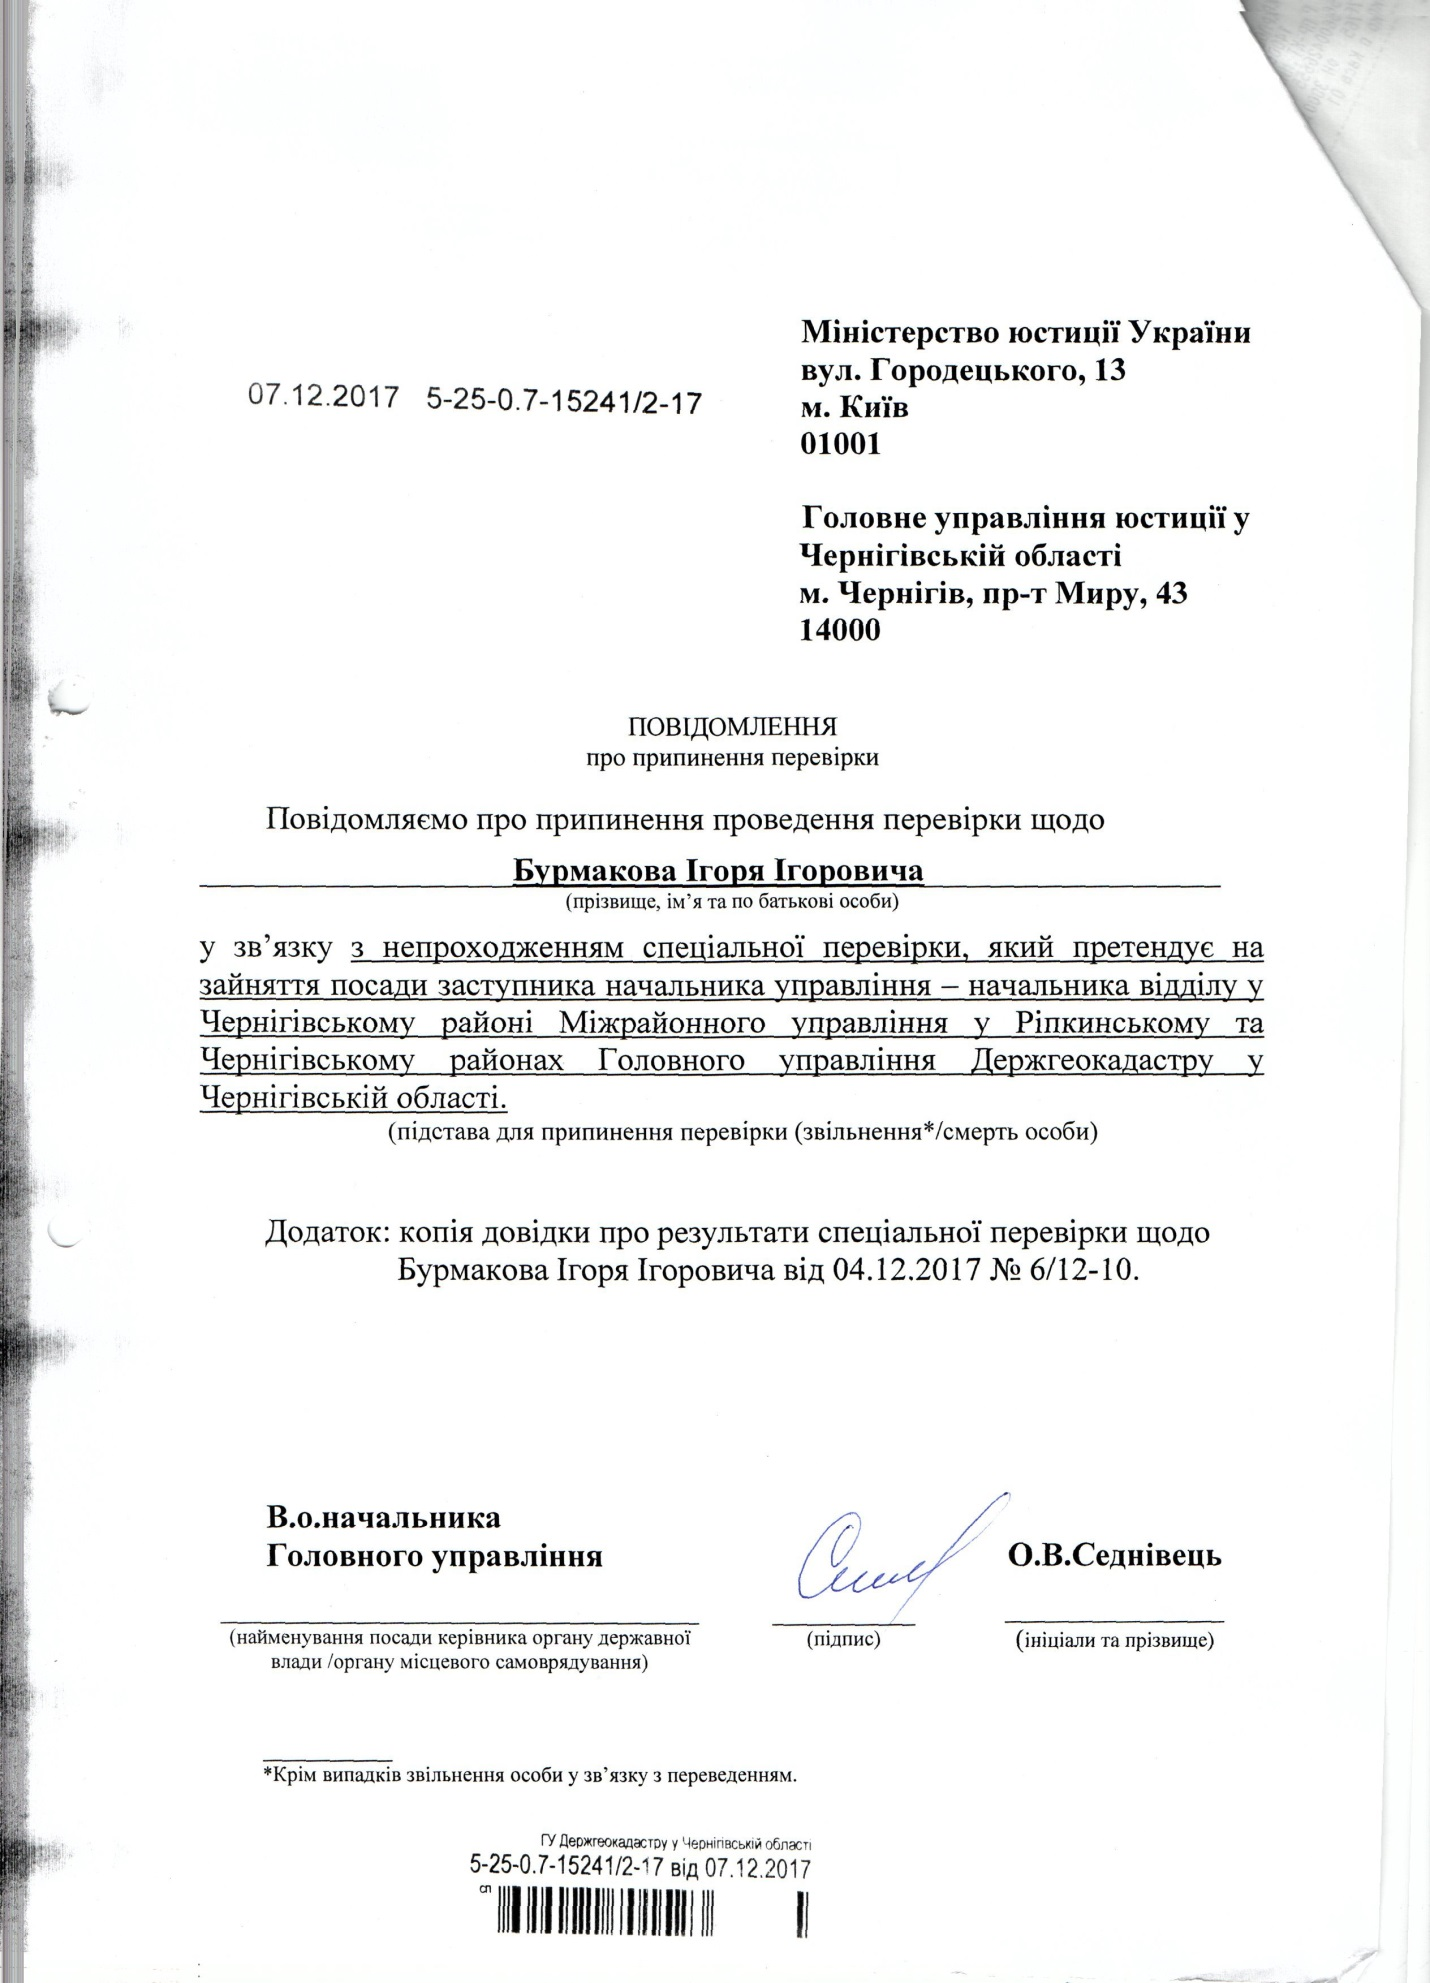 Міністерство юстиції України
вул. Городецького, 13
м. Київ
01001
07.12.2017 5-25-0.7-15241/2-17
Головне управління юстиції у
Чернігівській області
м. Чернігів, пр-т Миру, 43
14000
ПОВІДОМЛЕННЯ
про припинення перевірки
Повідомляємо про припинення проведення перевірки щодо
Бурмакова Ігоря Ігоровича
(прізвище, ім’я та по батькові особи)
у зв’язку з непроходженням спеціальної перевірки, який претендує на
зайняття посади заступника начальника управління – начальника відділу у
Чернігівському районі Міжрайонного управління у Ріпкинському та
Чернігівському районах Головного управління Держгеокадастру у
Чернігівській області.
(підстава для припинення перевірки (звільнення*/смерть особи)
Додаток: копія довідки про результати спеціальної перевірки щодо
Бурмакова Ігоря Ігоровича від 04.12.2017 № 6/12-10.
В.о.начальника
Головного управління
О.В.Седнівець
(найменування посади керівника органу державної
влади /органу місцевого самоврядування)
(підпис)
(ініціали та прізвище)
*Крім випадків звільнення особи у зв’язку з переведенням.
ГУ Держгеокадастру у Чернігівській області
5-25-0.7-15241/2-17 від 07.12.2017
сп